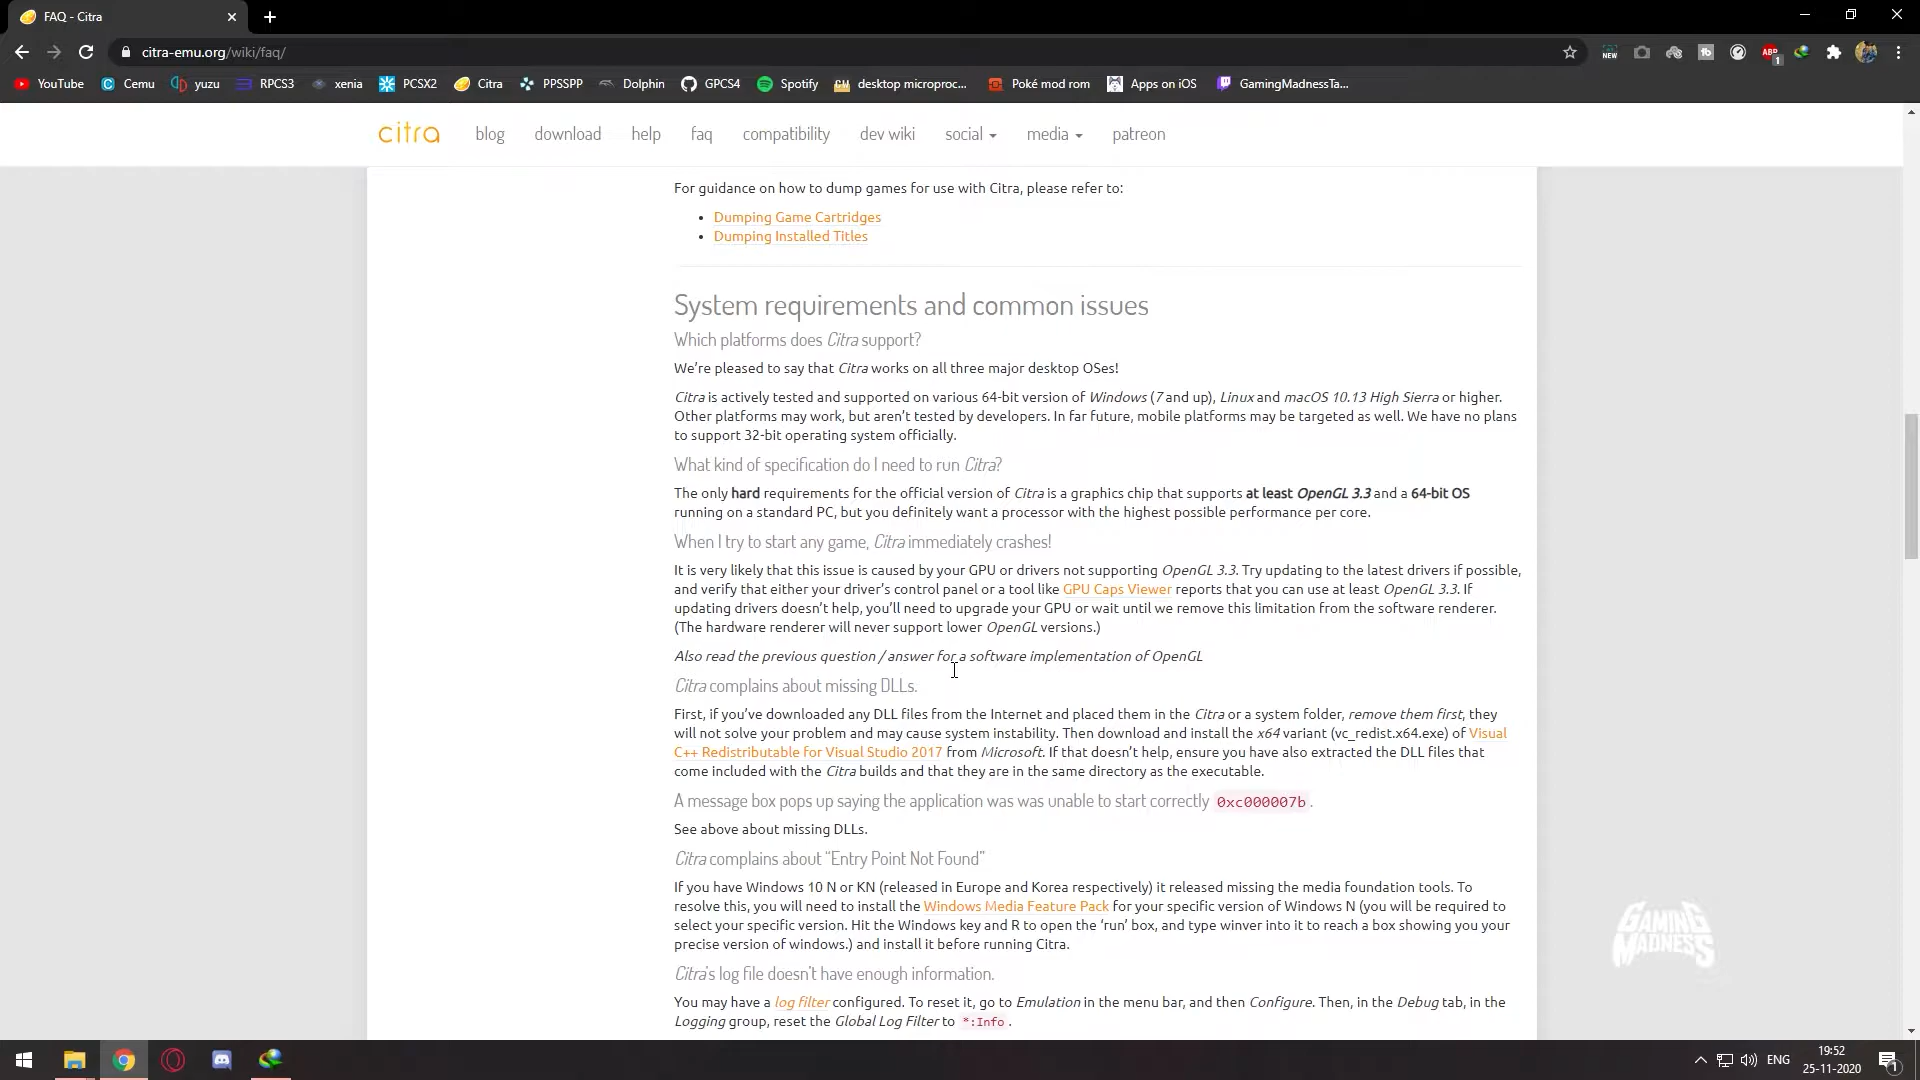 FAQ - Citra
citra-emu.org/wiki/faq/
NEW
ABP
1
YouTube Cemu yuzu RPCS3 xenia PCSX2 Citra PPSSPP Dolphin GPCS4 Spotify desktop microproc... Poké mod rom Apps on iOS GamingMadnessTa...
citra blog download help faq compatibility dev wiki social media patreon
For guidance on how to dump games for use with Citra, please refer to:
• Dumping Game Cartridges
• Dumping Installed Titles
System requirements and common issues
Which platforms does Citra support?
We're pleased to say that Citra works on all three major desktop OSes!
Citra is actively tested and supported on various 64-bit version of Windows (7 and up), Linux and macOS 10.13 High Sierra or higher.
Other platforms may work, but aren't tested by developers. In far future, mobile platforms may be targeted as well. We have no plans
to support 32-bit operating system officially.
What kind of specification do I need to run Citra?
The only hard requirements for the official version of Citra is a graphics chip that supports at least OpenGL 3.3 and a 64-bit OS
running on a standard PC, but you definitely want a processor with the highest possible performance per core.
When I try to start any game, Citra immediately crashes!
It is very likely that this issue is caused by your GPU or drivers not supporting OpenGL 3.3. Try updating to the latest drivers if possible,
and verify that either your driver's control panel or a tool like GPU Caps Viewer reports that you can use at least OpenGL 3.3. If
updating drivers doesn't help, you'll need to upgrade your GPU or wait until we remove this limitation from the software renderer.
(The hardware renderer will never support lower OpenGL versions.)
Also read the previous question / answer for a software implementation of OpenGL
Citra complains about missing DLLs.
First, if you've downloaded any DLL files from the Internet and placed them in the Citra or a system folder, remove them first, they
will not solve your problem and may cause system instability. Then download and install the x64 variant (vc_redist.x64.exe) of Visual
C++ Redistributable for Visual Studio 2017 from Microsoft. If that doesn't help, ensure you have also extracted the DLL files that
come included with the Citra builds and that they are in the same directory as the executable.
A message box pops up saying the application was was unable to start correctly 0xc000007b.
See above about missing DLLs.
Citra complains about “Entry Point Not Found”
If you have Windows 10 N or KN (released in Europe and Korea respectively) it released missing the media foundation tools. To
resolve this, you will need to install the Windows Media Feature Pack for your specific version of Windows N (you will be required to
select your specific version. Hit the Windows key and R to open the ‘run’ box, and type winver into it to reach a box showing you your
precise version of windows.) and install it before running Citra.
Citra's log file doesn't have enough information.
You may have a log filter configured. To reset it, go to Emulation in the menu bar, and then Configure. Then, in the Debug tab, in the
Logging group, reset the Global Log Filter to *:Info.
GAMING
MADNESS
ENG
19:52
25-11-2020
1